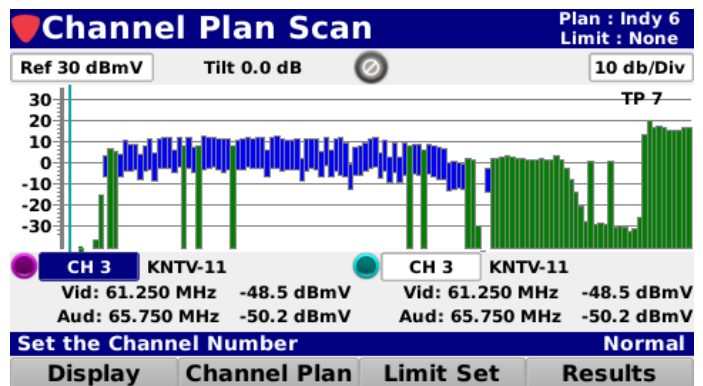 Channel Plan Scan
Plan : Indy 6
Limit : None
Ref 30 dBmV
Tilt 0.0 dB
10 db/Div
TP 7
30
20
10
0
-10
-20
-30
CH 3 KNTV-11 CH 3 KNTV-11
Vid: 61.250 MHz -48.5 dBmV Vid: 61.250 MHz -48.5 dBmV
Aud: 65.750 MHz -50.2 dBmV Aud: 65.750 MHz -50.2 dBmV
Set the Channel Number Normal
Display Channel Plan Limit Set Results